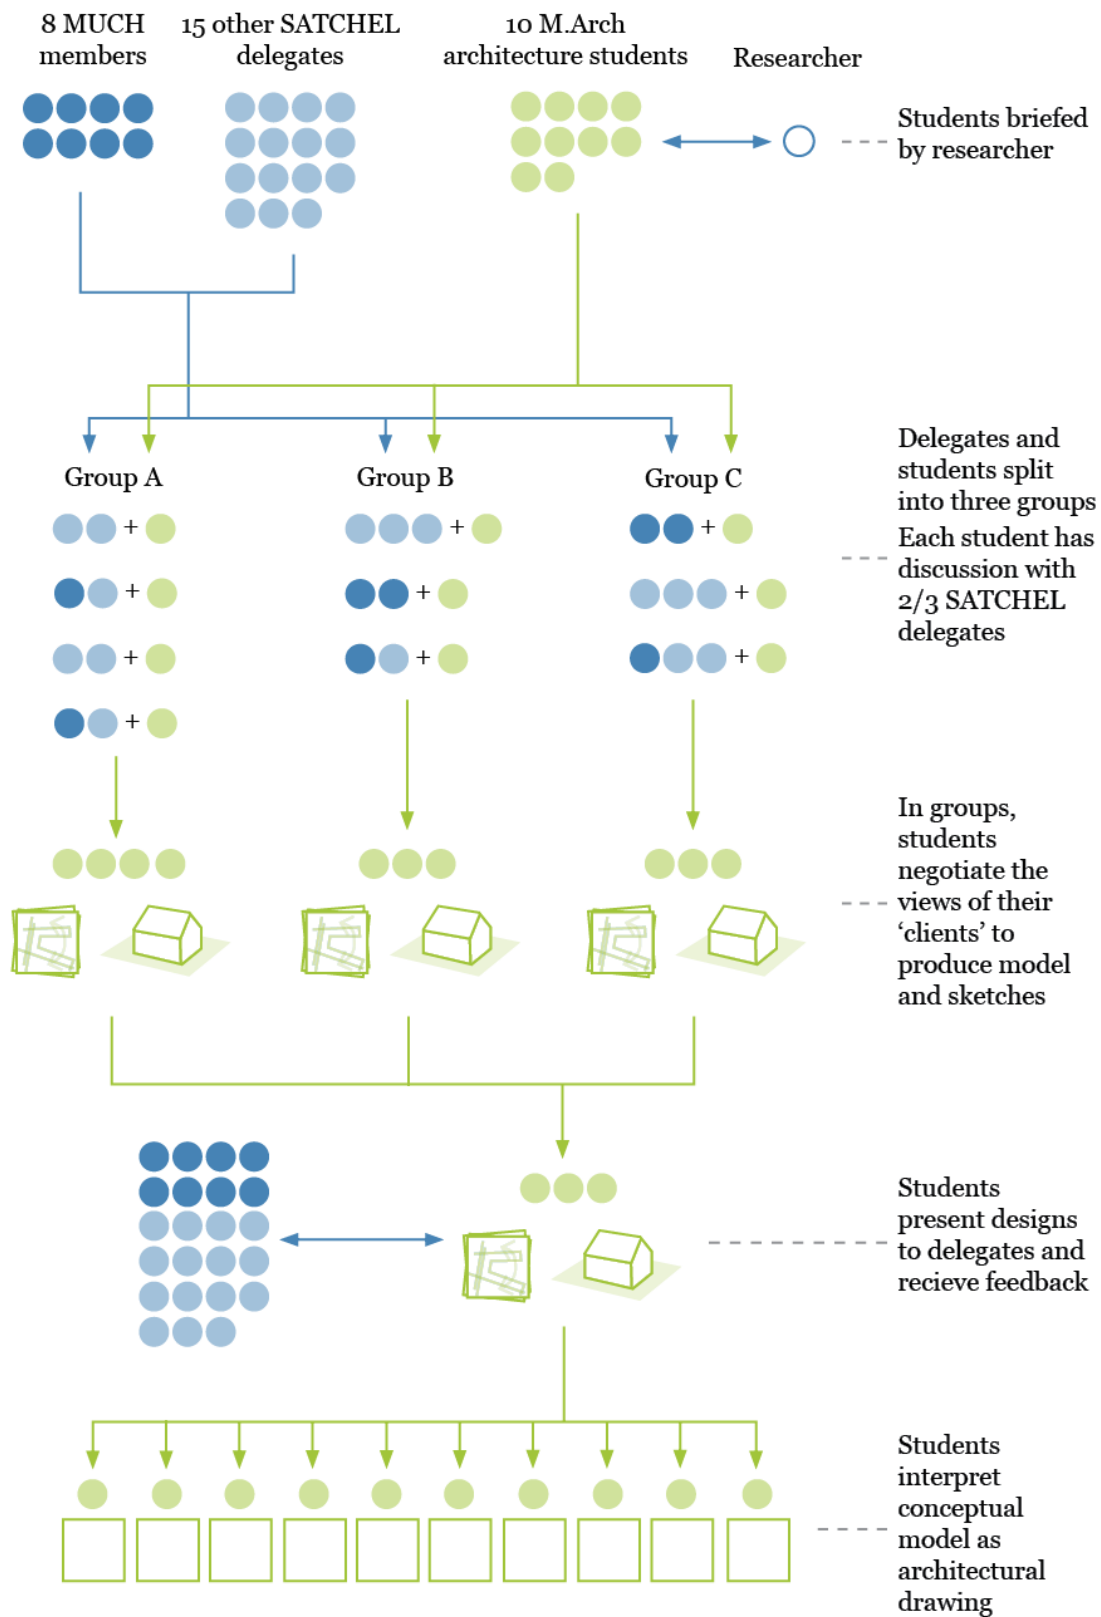 8 MUCH
members
15 other SATCHEL
delegates
10 M.Arch
architecture students
Researcher
Students briefed
by researcher
Group A
Group B
Group C
+
+
+
+
+
+
+
+
+
+
Delegates and
students split
into three groups
Each student has
discussion with
2/3 SATCHEL
delegates
In groups,
students
negotiate the
views of their
‘clients’ to
produce model
and sketches
Students
present designs
to delegates and
recieve feedback
Students
interpret
conceptual
model as
architectural
drawing